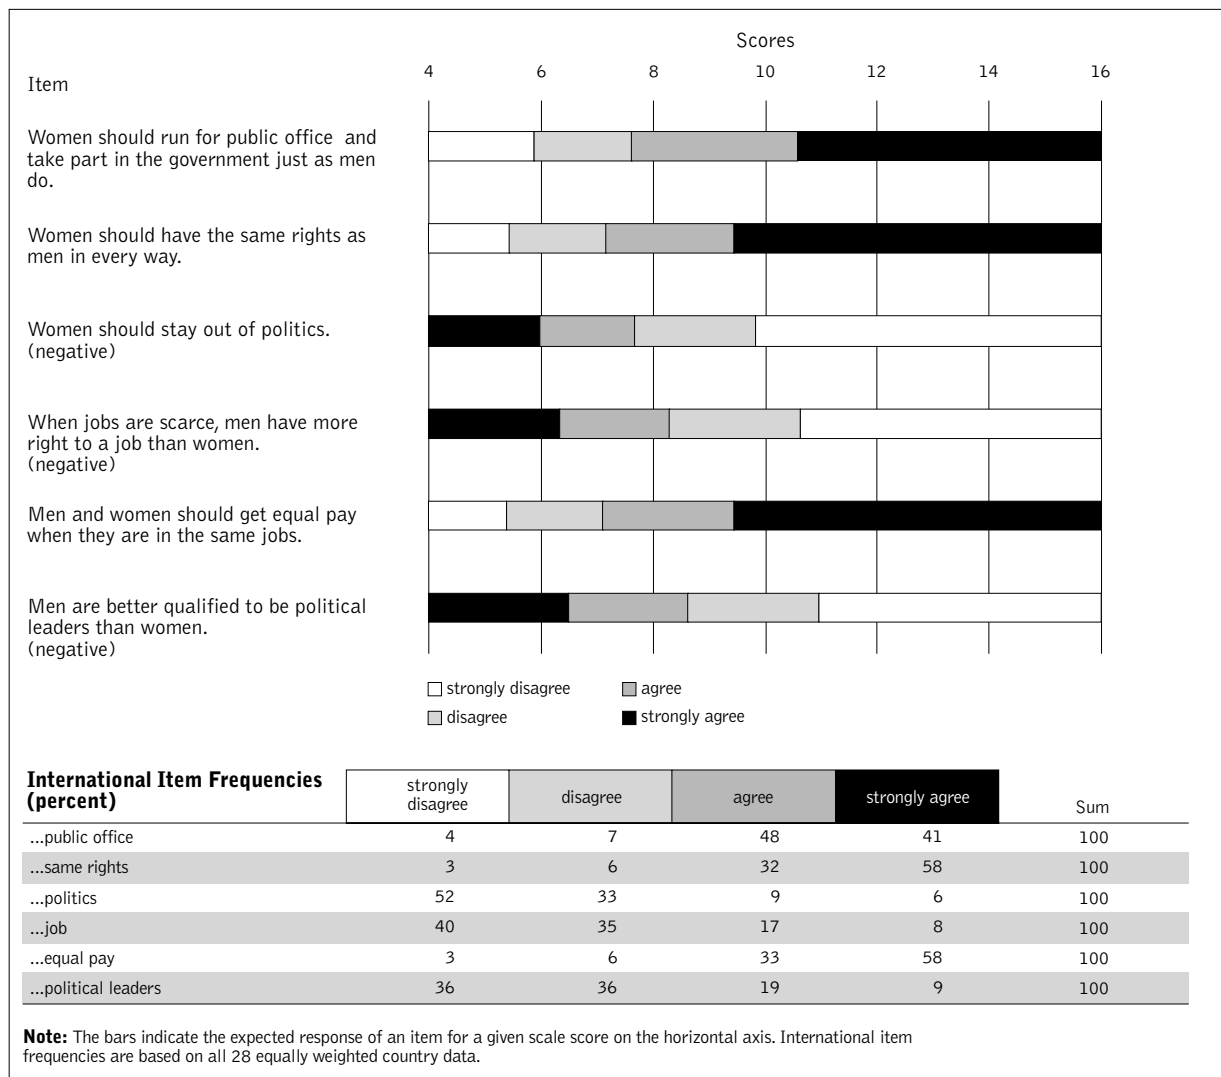 Scores
4 6 8 10 12 14 16
Item
Women should run for public office and
take part in the government just as men
do.
Women should have the same rights as
men in every way.
Women should stay out of politics.
(negative)
When jobs are scarce, men have more
right to a job than women.
(negative)
Men and women should get equal pay
when they are in the same jobs.
Men are better qualified to be political
leaders than women.
(negative)
strongly disagree agree
disagree strongly agree
International Item Frequencies
(percent)
strongly
disagree
disagree agree strongly agree Sum
...public office 4 7 48 41 100
...same rights 3 6 32 58 100
...politics 52 33 9 6 100
...job 40 35 17 8 100
...equal pay 3 6 33 58 100
...political leaders 36 36 19 9 100
Note: The bars indicate the expected response of an item for a given scale score on the horizontal axis. International item
frequencies are based on all 28 equally weighted country data.